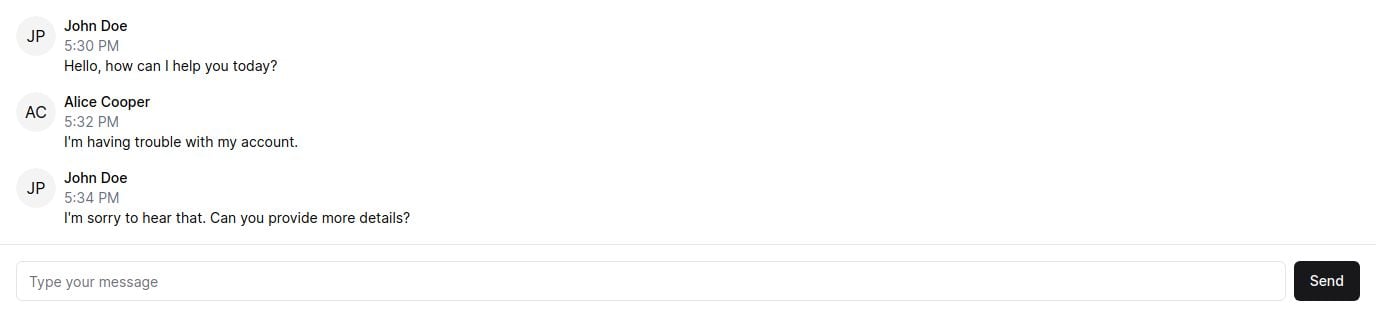 JP
John Doe
5:30 PM
Hello, how can I help you today?
AC
Alice Cooper
5:32 PM
I'm having trouble with my account.
JP
John Doe
5:34 PM
I'm sorry to hear that. Can you provide more details?
Type your message
Send